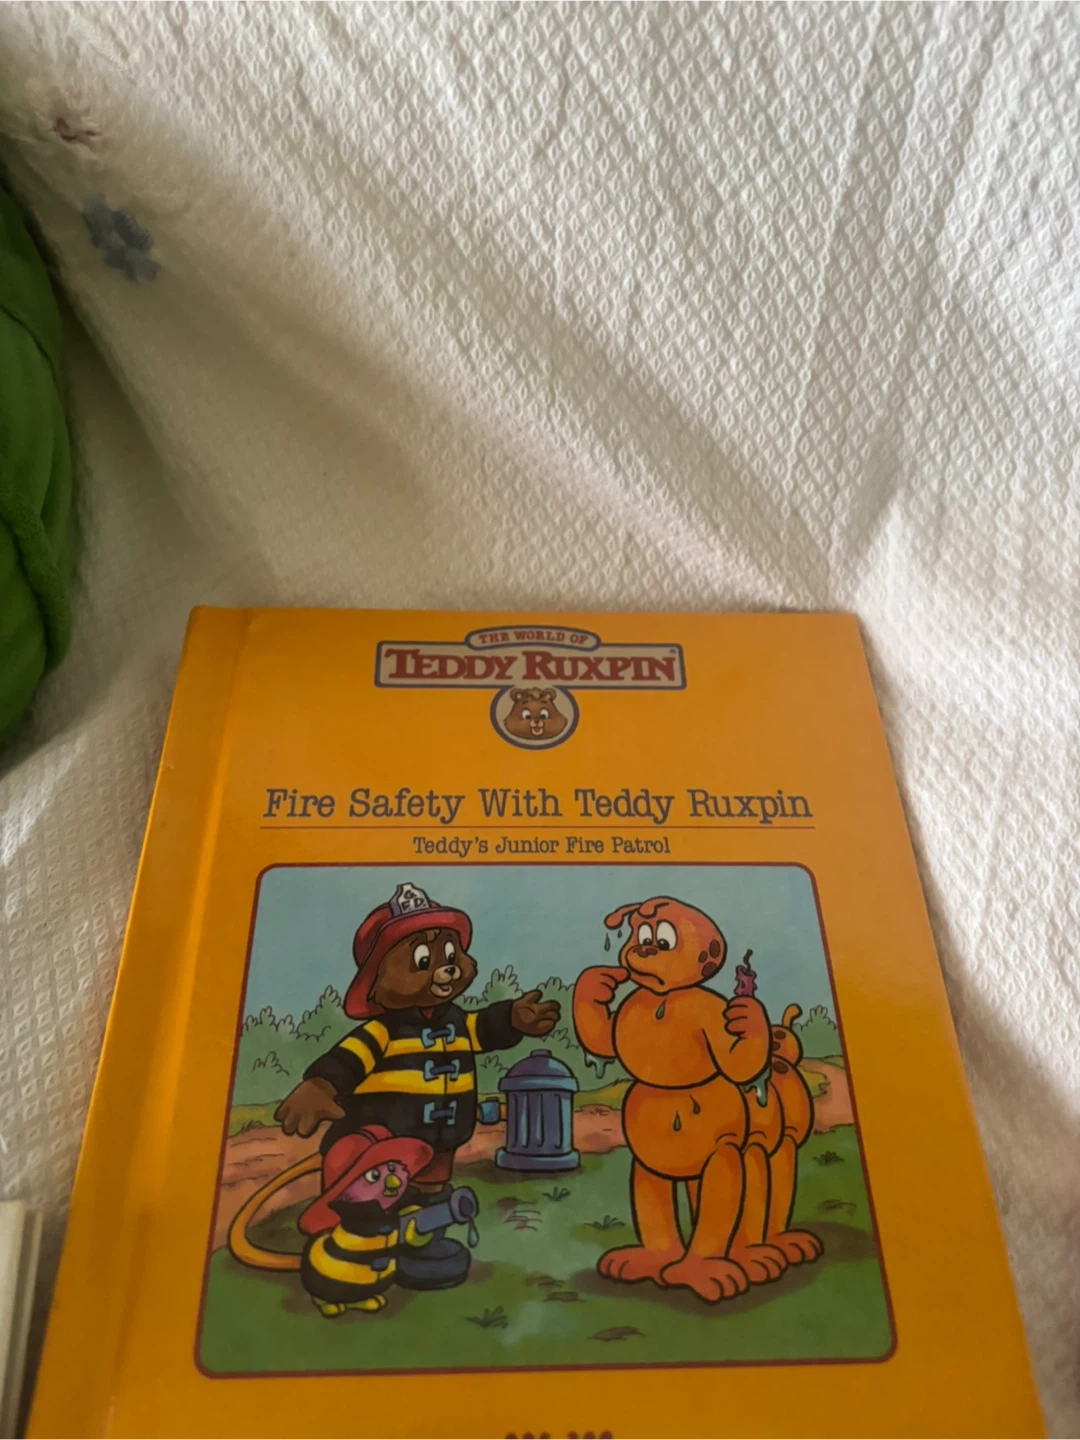 THE WORLD OF
TEDDY RUXPIN
Fire Safety With Teddy Ruxpin
Teddy's Junior Fire Patrol
G.
F.D.